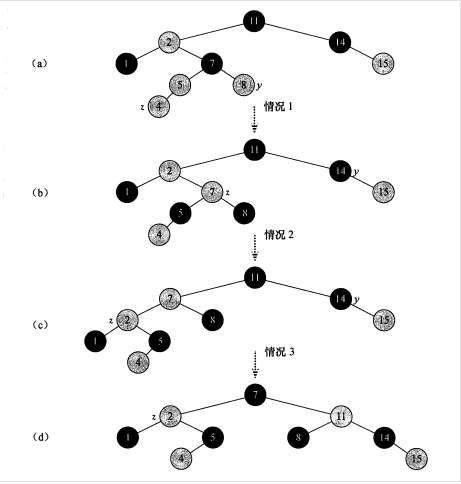 11
2 14
(a) 1 7 15
5 8 y
z 4
情况 1
11
2 14 y
(b) 1 7 z 15
5 8
4
情况 2
11
7 14 y
(c) z 2 8 15
1 5
4
情况 3
7
z 2 11
(d) 1 5 8 14
4 15